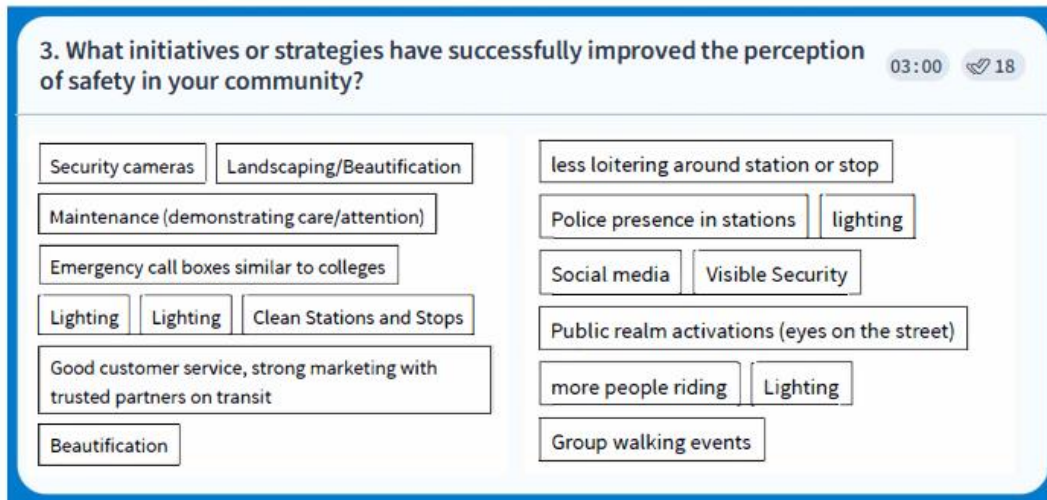 3. What initiatives or strategies have successfully improved the perception
of safety in your community?
03:00
18
Security cameras
Landscaping/Beautification
Maintenance (demonstrating care/attention)
Emergency call boxes similar to colleges
Lighting
Lighting
Clean Stations and Stops
Good customer service, strong marketing with
trusted partners on transit
Beautification
less loitering around station or stop
Police presence in stations
lighting
Social media
Visible Security
Public realm activations (eyes on the street)
more people riding
Lighting
Group walking events